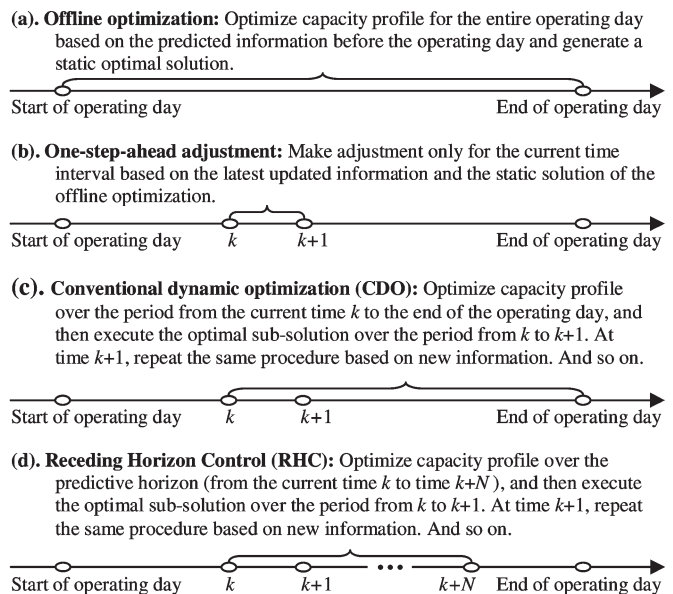 (a). Offline optimization: Optimize capacity profile for the entire operating day
based on the predicted information before the operating day and generate a
static optimal solution.
Start of operating day End of operating day
(b). One-step-ahead adjustment: Make adjustment only for the current time
interval based on the latest updated information and the static solution of the
offline optimization.
Start of operating day k k+1 End of operating day
(c). Conventional dynamic optimization (CDO): Optimize capacity profile
over the period from the current time k to the end of the operating day, and
then execute the optimal sub-solution over the period from k to k+1. At
time k+1, repeat the same procedure based on new information. And so on.
Start of operating day k k+1 End of operating day
(d). Receding Horizon Control (RHC): Optimize capacity profile over the
predictive horizon (from the current time k to time k+N), and then execute
the optimal sub-solution over the period from k to k+1. At time k+1, repeat
the same procedure based on new information. And so on.
•••
Start of operating day k k+1 k+N End of operating day